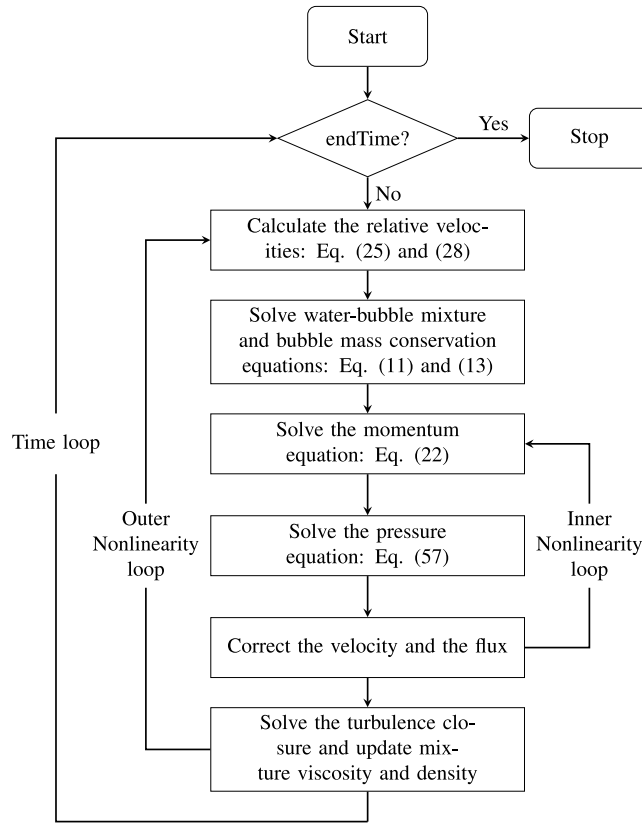 Start
endTime?
Yes
Stop
No
Calculate the relative veloc-
ities: Eq. (25) and (28)
Solve water-bubble mixture
and bubble mass conservation
equations: Eq. (11) and (13)
Time loop
Solve the momentum
equation: Eq. (22)
Outer
Nonlinearity
loop
Solve the pressure
equation: Eq. (57)
Inner
Nonlinearity
loop
Correct the velocity and the flux
Solve the turbulence clo-
sure and update mix-
ture viscosity and density